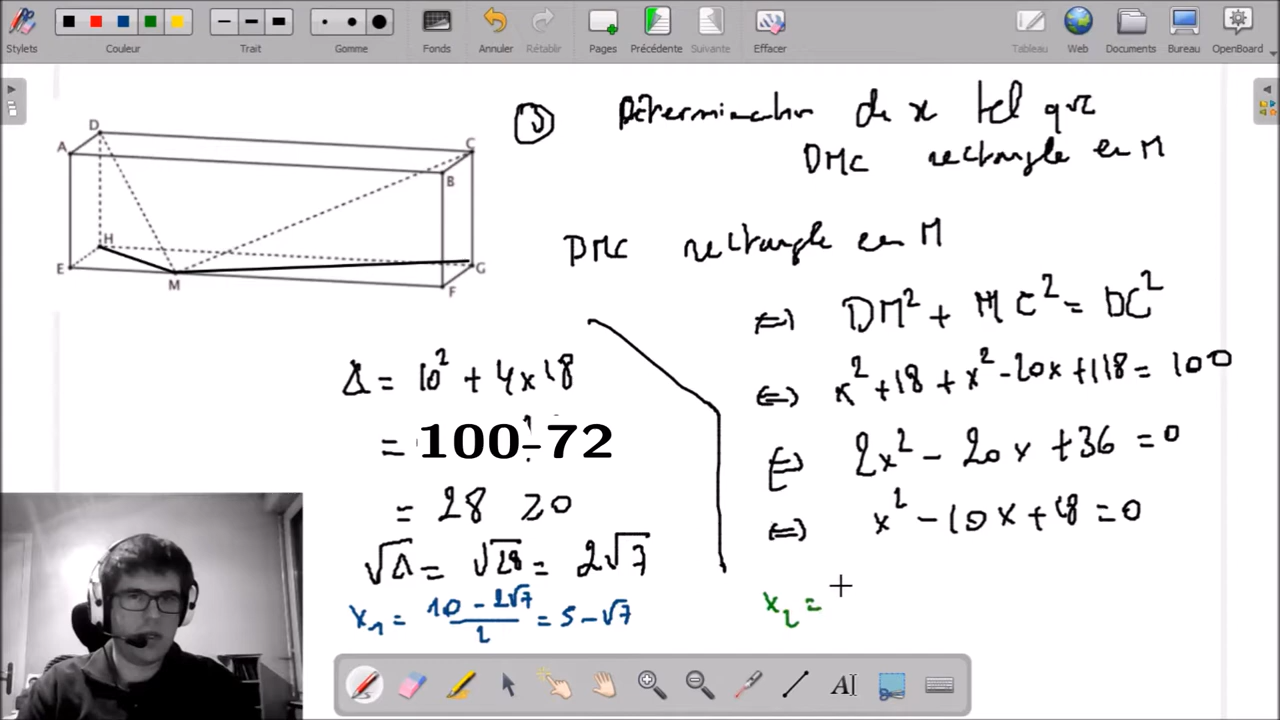 Stylets Couleur Trait Gomme Fonds Annuler Rétablir Pages Précédente Suivante Effacer Tableau Web Documents Bureau OpenBoard
D
A
C
B
H
E
G
M
F
③ Détermination de x tel que
DMC rectangle en M
DMC rectangle en M
⇔ DM² + MC² = DC²
⇔ x² + 18 + x² - 20x + 118 = 100
⇔ 2x² - 20x + 36 = 0
⇔ x² - 10x + 18 = 0
x₂ =
Δ = 10² + 4 x 18
= 100 - 72
= 28 ≥ 0
√Δ = √28 = 2√7
x₁ = (10 - 2√7)/2 = 5 - √7
AI